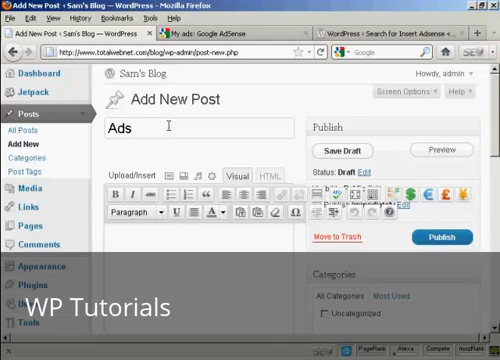 Add New Post ‹ Sam's Blog — WordPress - Mozilla Firefox
File Edit View History Bookmarks Tools Help
Add New Post ‹ Sam's Blog — WordPress
My ads: Google AdSense
WordPress › Search for Insert Adsense «
http://www.totalwebnet.com/blog/wp-admin/post-new.php
Google
SEO
Dashboard
Jetpack
Posts
All Posts
Add New
Categories
Post Tags
Media
Links
Pages
Comments
Appearance
Plugins
Tools
Sam's Blog
Howdy, admin
Screen Options
Help
Add New Post
Ads
Upload/Insert
Visual
HTML
B I ABC
Paragraph
U
A
Ω
Publish
Save Draft
Preview
Status: Draft Edit
Edit
Move to Trash
Publish
Categories
All Categories
Most Used
Uncategorized
WP Tutorials
PageRank
Alexa
Compete
mozRank
SEO